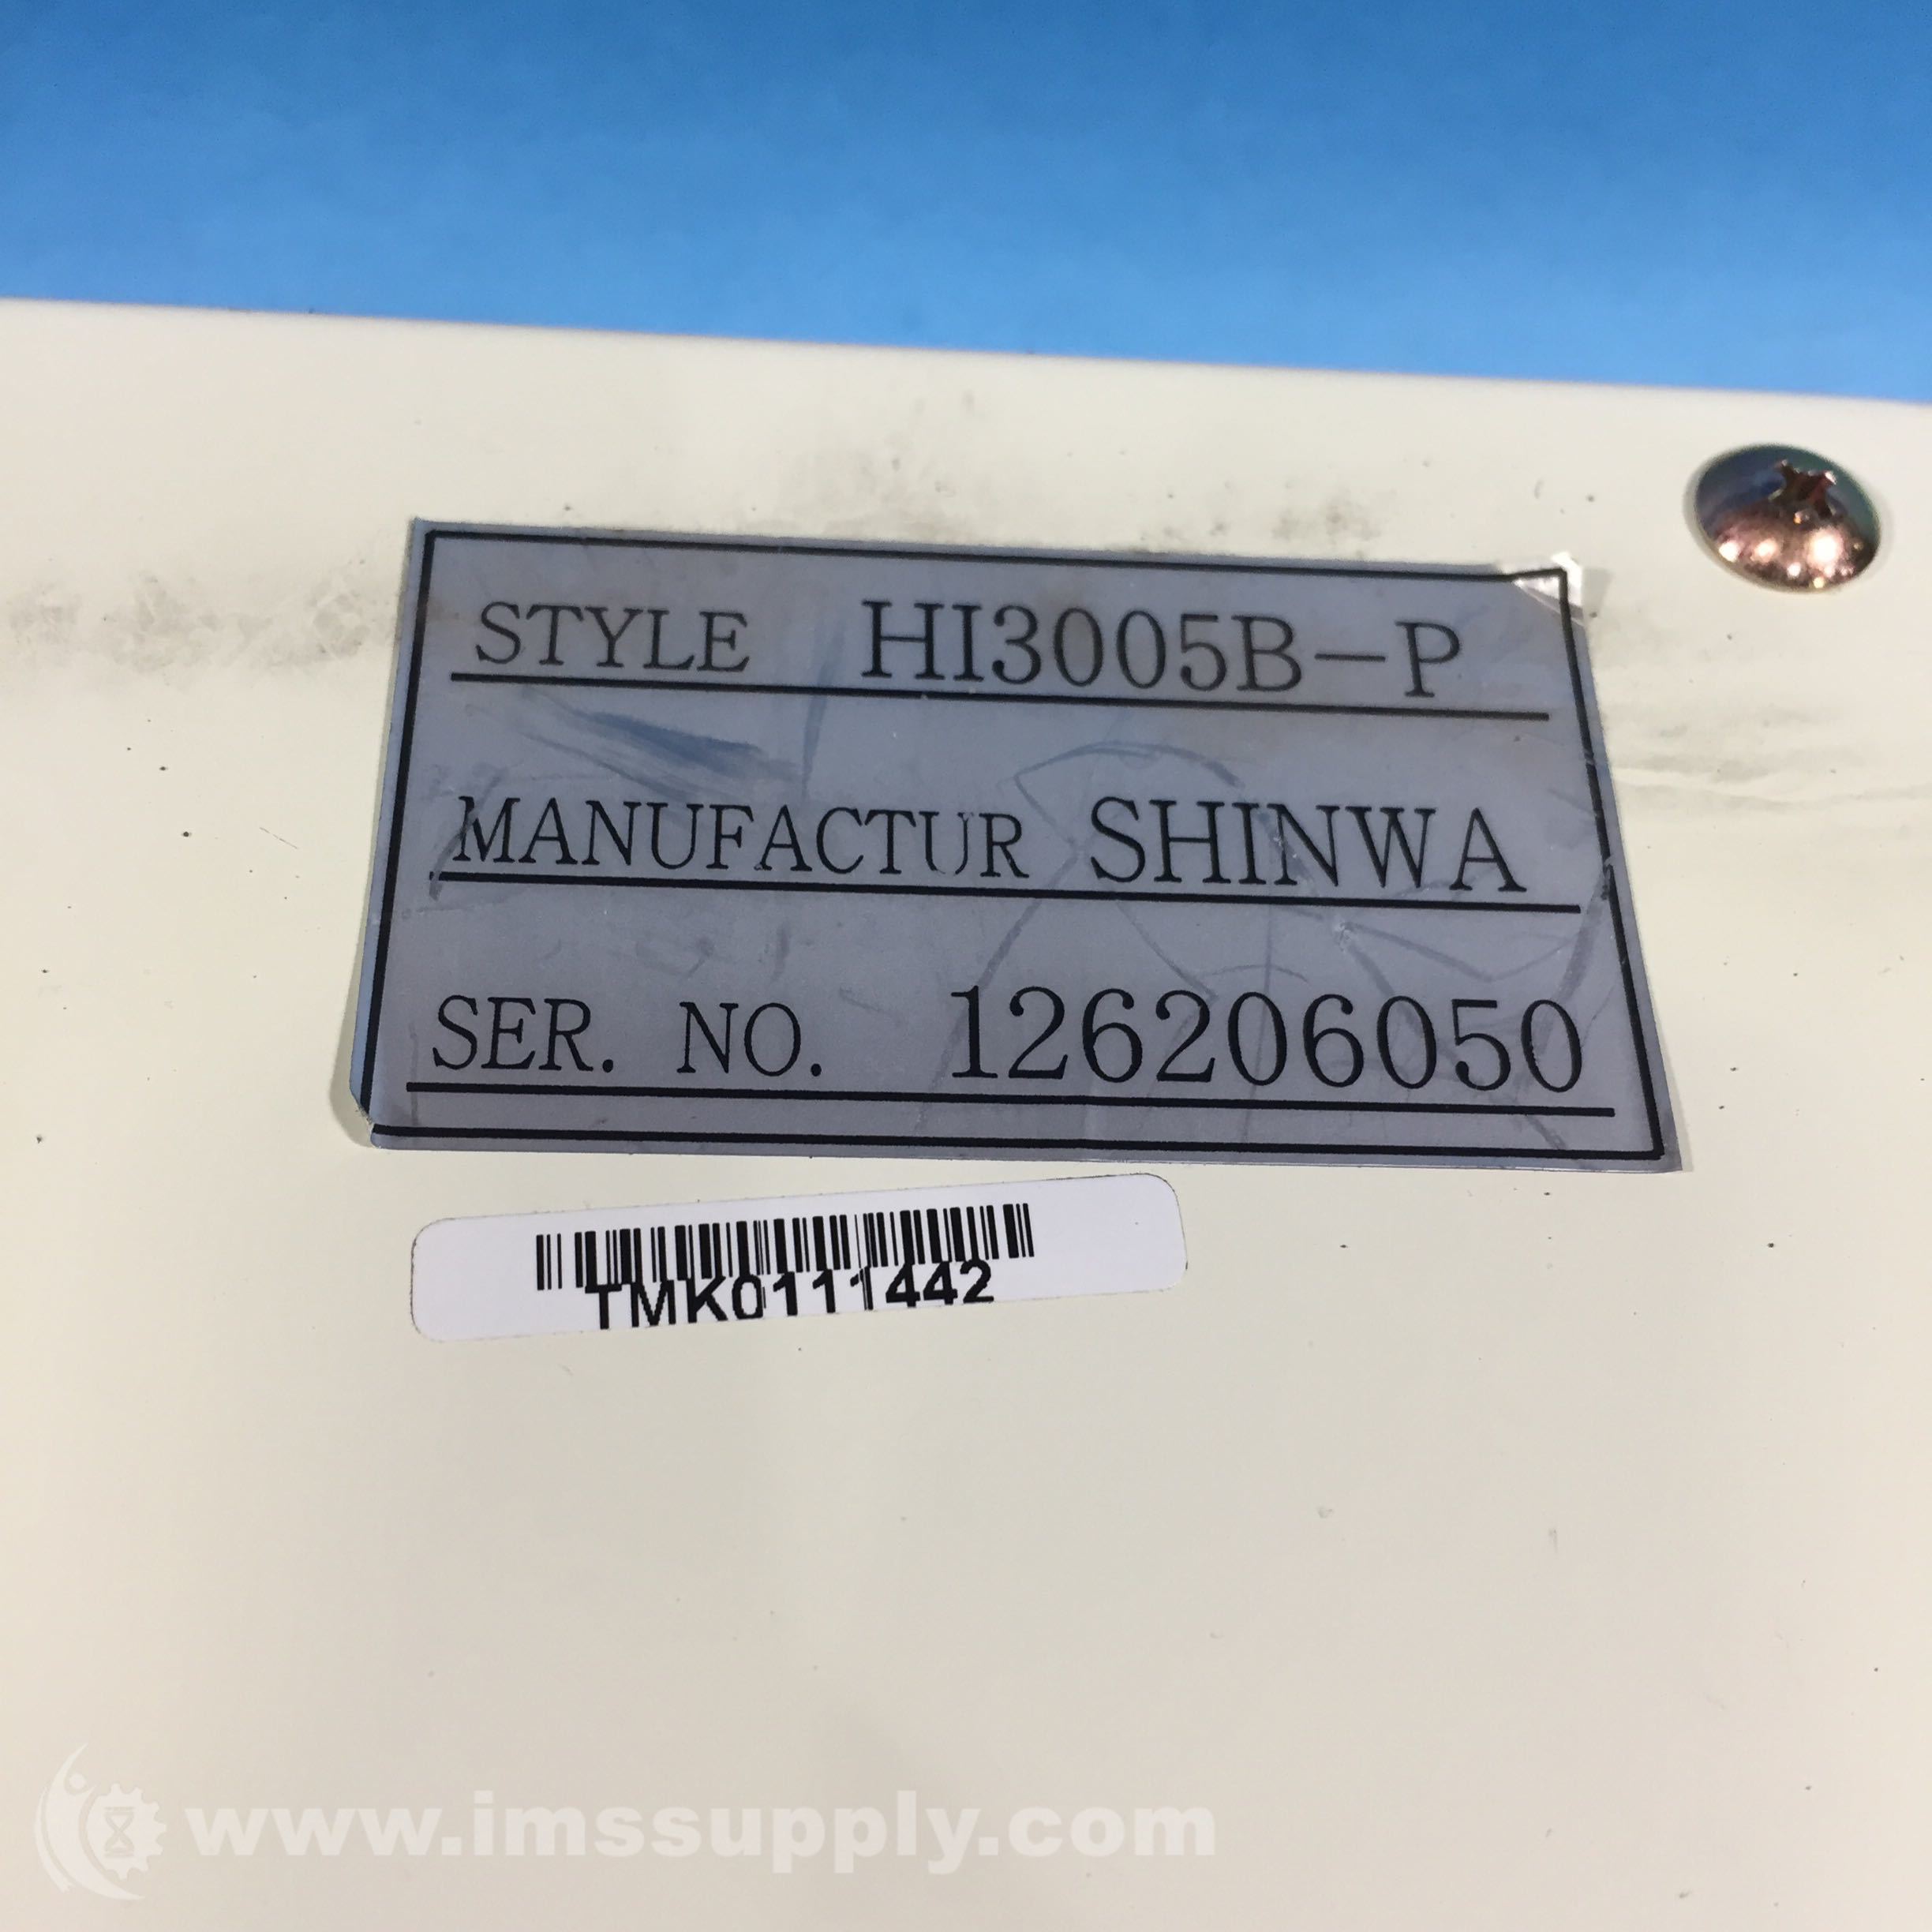 STYLE HI3005B-P
MANUFACTUR SHINWA
SER. NO. 126206050
TMK0111442
www.imssupply.com